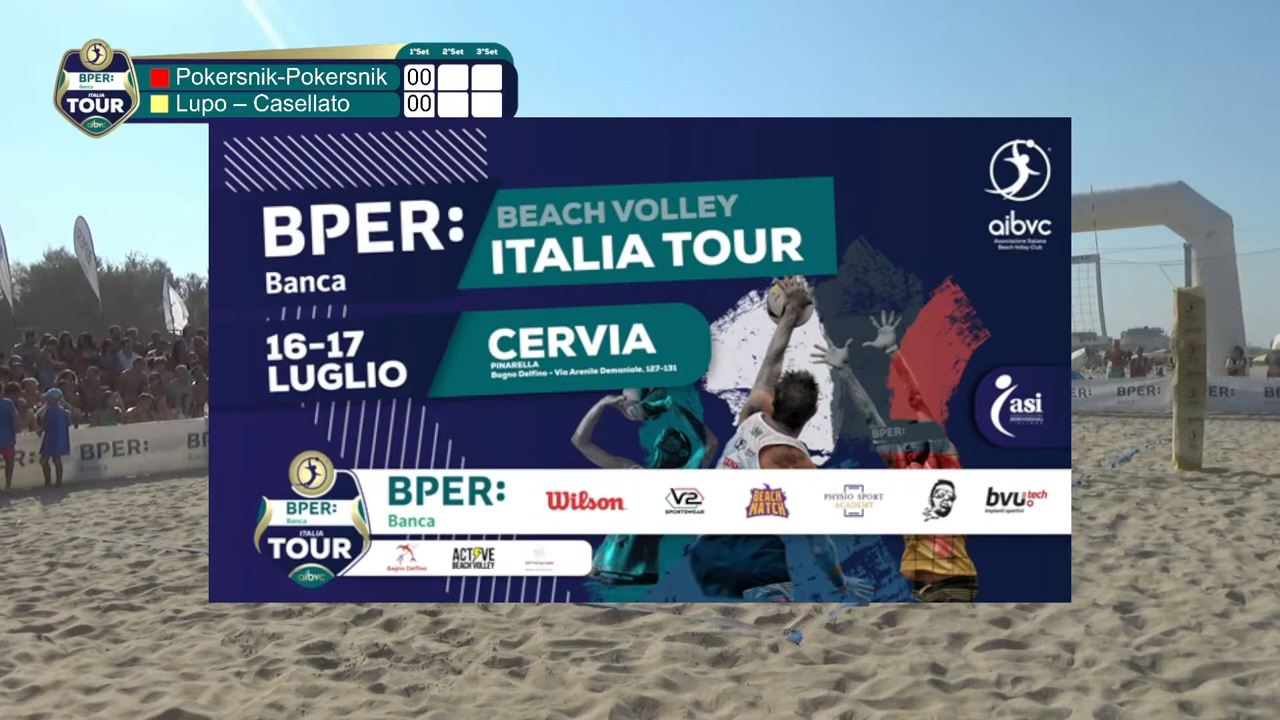 1°Set 2°Set 3°Set
Pokersnik-Pokersnik 00
Lupo – Casellato 00
BPER:
Banca
ITALIA
TOUR
aibvc
BPER:
Banca
BEACH VOLLEY
ITALIA TOUR
aibvc
Associazione Italiana
Beach Volley Club
16-17
LUGLIO
CERVIA
PINARELLA
Bagno Delfino - Via Arenile Demaniale, 127-131
asi
BPER:
Banca
ITALIA
TOUR
aibvc
BPER:
Banca
Wilson
V2
SPORTSWEAR
BEACH
MATCH
PHYSIO SPORT
ACADEMY
bvu tech
impianti sportivi
Bagno Delfino
ACTIVE
BEACH VOLLEY
BPER:
BPER: